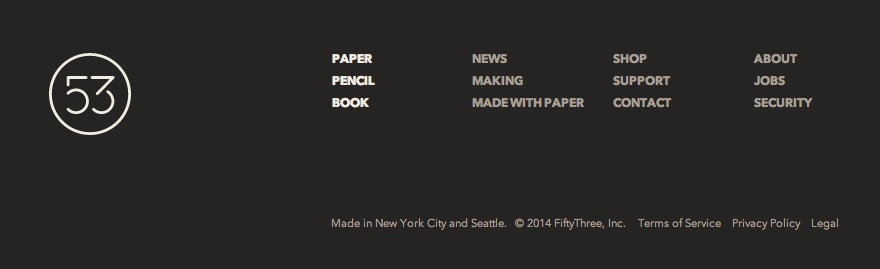 53
PAPER
PENCIL
BOOK
NEWS
MAKING
MADE WITH PAPER
SHOP
SUPPORT
CONTACT
ABOUT
JOBS
SECURITY
Made in New York City and Seattle. © 2014 FiftyThree, Inc. Terms of Service Privacy Policy Legal